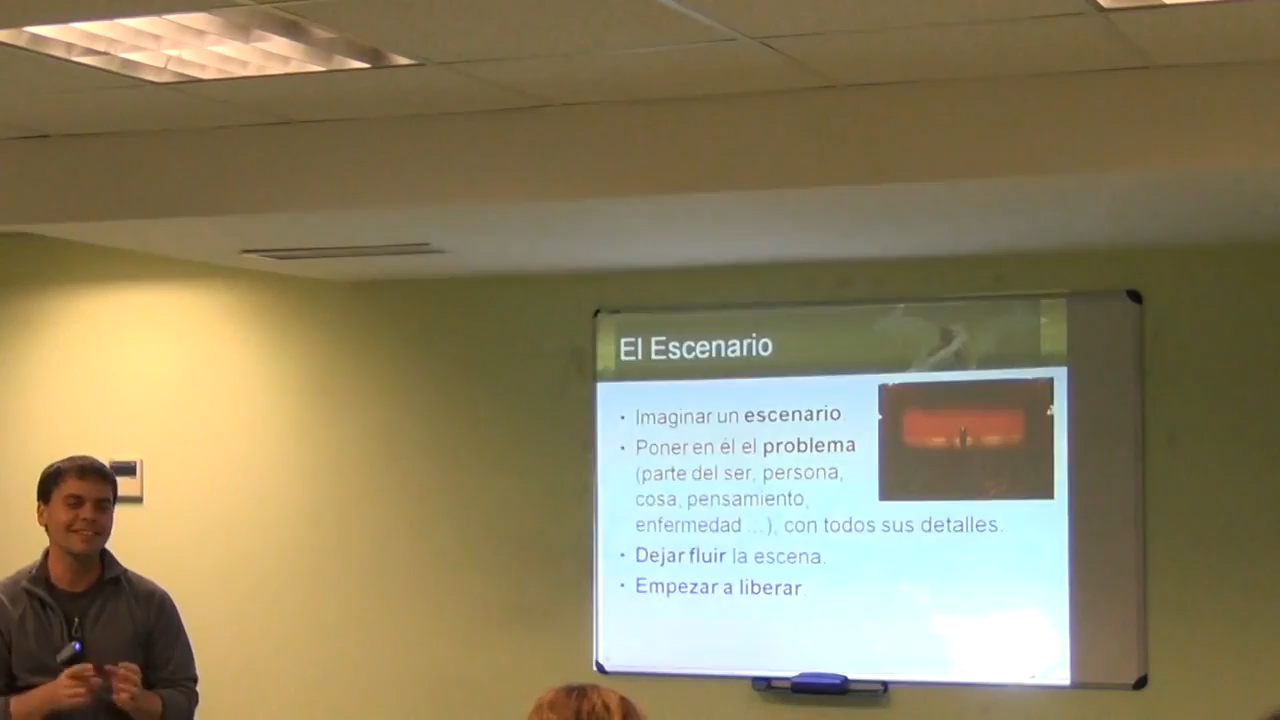 El Escenario
• Imaginar un escenario.
• Poner en él el problema
(parte del ser, persona,
cosa, pensamiento,
enfermedad ...), con todos sus detalles.
• Dejar fluir la escena.
• Empezar a liberar